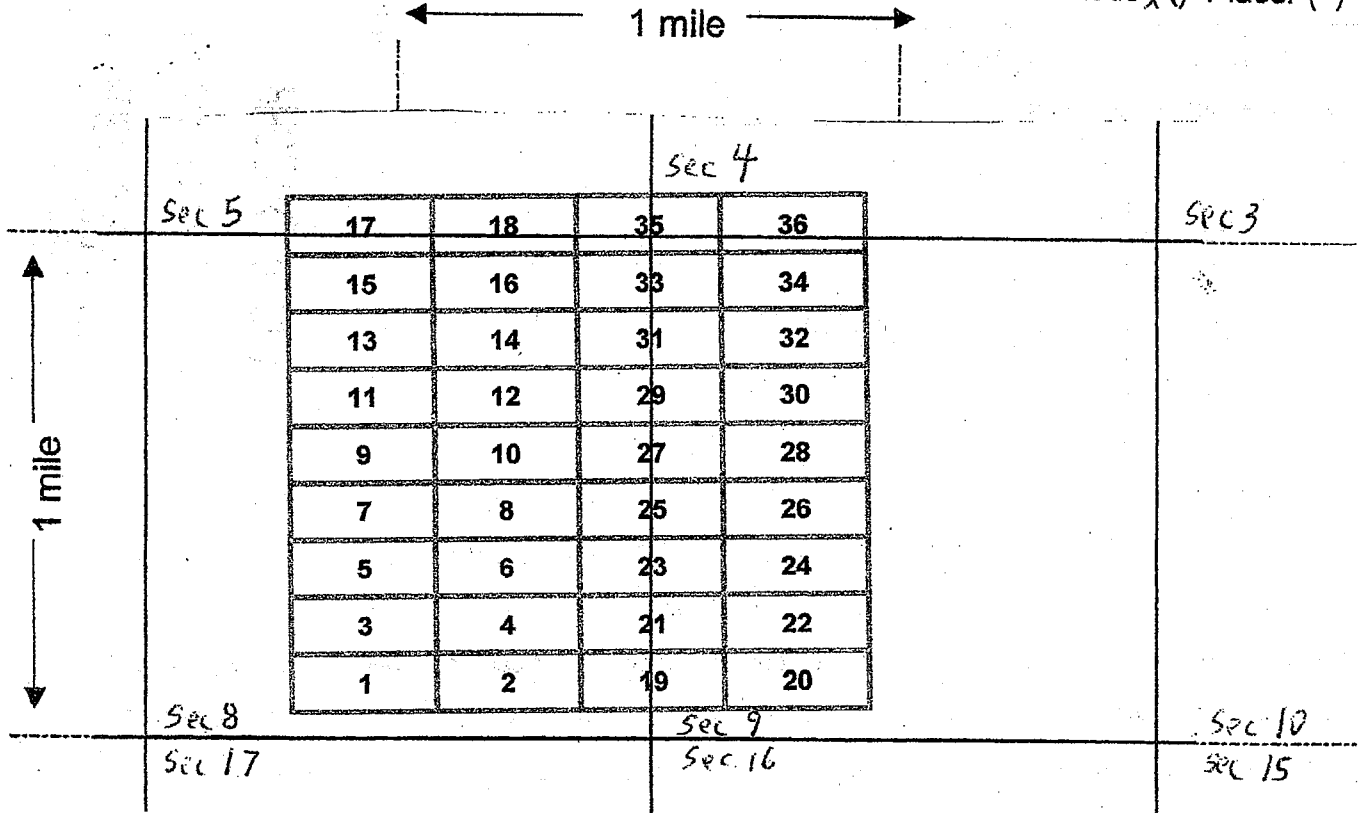 Placer ( )
1 mile
Sec 4
Sec 5 17 18 35 36 Sec 3
15 16 33 34
13 14 31 32
11 12 29 30
1 mile
9 10 27 28
7 8 25 26
5 6 23 24
3 4 21 22
1 2 19 20
Sec 8 Sec 9 Sec 10
Sec 17 Sec 16 Sec 15